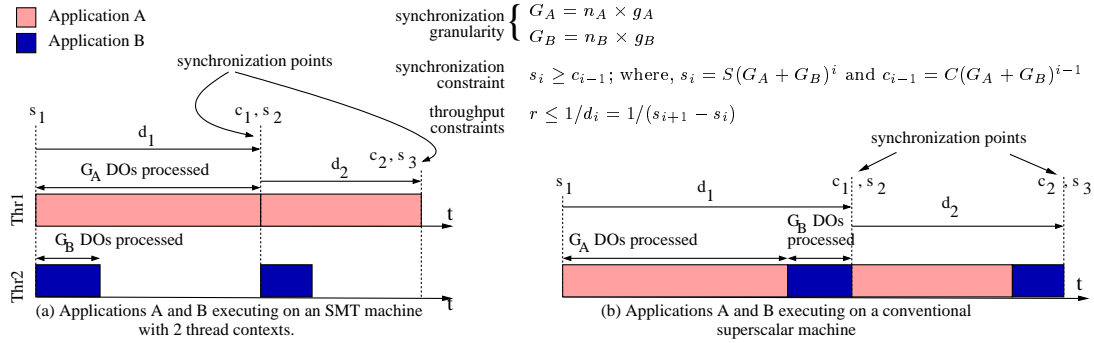 Application A
Application B
synchronization points
synchronization
granularity
{ G_A = n_A × g_A
G_B = n_B × g_B
synchronization
constraint
s_i ≥ c_{i−1}; where, s_i = S(G_A + G_B)^i and c_{i−1} = C(G_A + G_B)^{i−1}
throughput
constraints
r ≤ 1/d_i = 1/(s_{i+1} − s_i)
s_1
c_1, s_2
d_1
G_A DOs processed
c_2, s_3
d_2
Thr1
t
G_B DOs processed
Thr2
t
(a) Applications A and B executing on an SMT machine
with 2 thread contexts.
synchronization points
s_1
c_1, s_2
c_2, s_3
d_1
d_2
G_A DOs processed
G_B DOs
processed
t
(b) Applications A and B executing on a conventional
superscalar machine